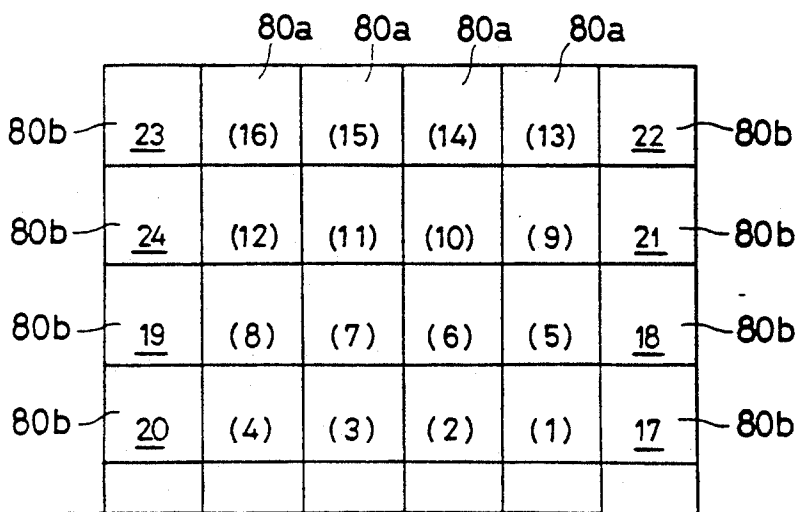 80a 80a 80a 80a
80b 23 (16) (15) (14) (13) 22 80b
80b 24 (12) (11) (10) (9) 21 80b
80b 19 (8) (7) (6) (5) 18 80b
80b 20 (4) (3) (2) (1) 17 80b